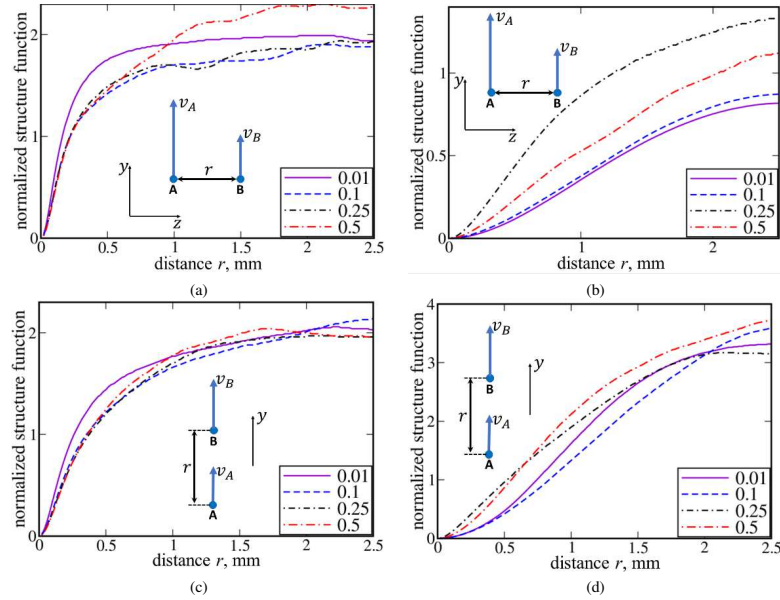 normalized structure function
2
1
0
0
0.5
1
1.5
2
2.5
distance r, mm
v_A
v_B
r
A
B
y
z
0.01
0.1
0.25
0.5
(a)
normalized structure function
1
0.5
0
0
1
2
distance r, mm
v_A
v_B
A
r
B
y
z
0.01
0.1
0.25
0.5
(b)
normalized structure function
2
1
0
0
0.5
1
1.5
2
2.5
distance r, mm
v_B
B
y
r
v_A
A
0.01
0.1
0.25
0.5
(c)
normalized structure function
4
3
2
1
0
0.5
1
1.5
2
2.5
distance r, mm
v_B
B
y
r
v_A
A
0.01
0.1
0.25
0.5
(d)